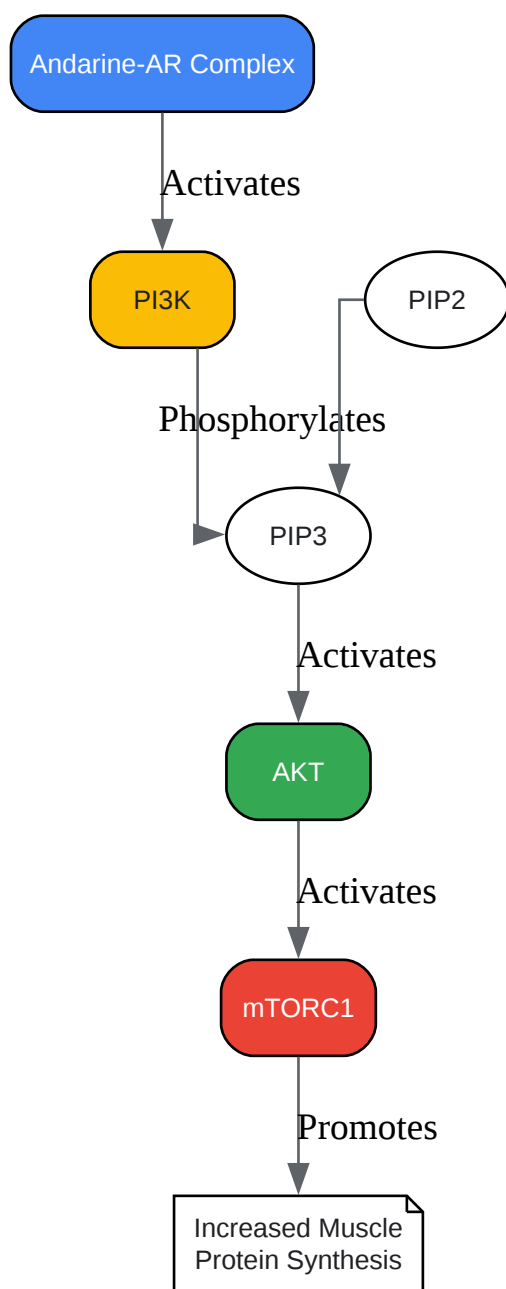 Andarine-AR Complex
Activates
PI3K
PIP2
Phosphorylates
PIP3
Activates
AKT
Activates
mTORC1
Promotes
Increased Muscle
Protein Synthesis